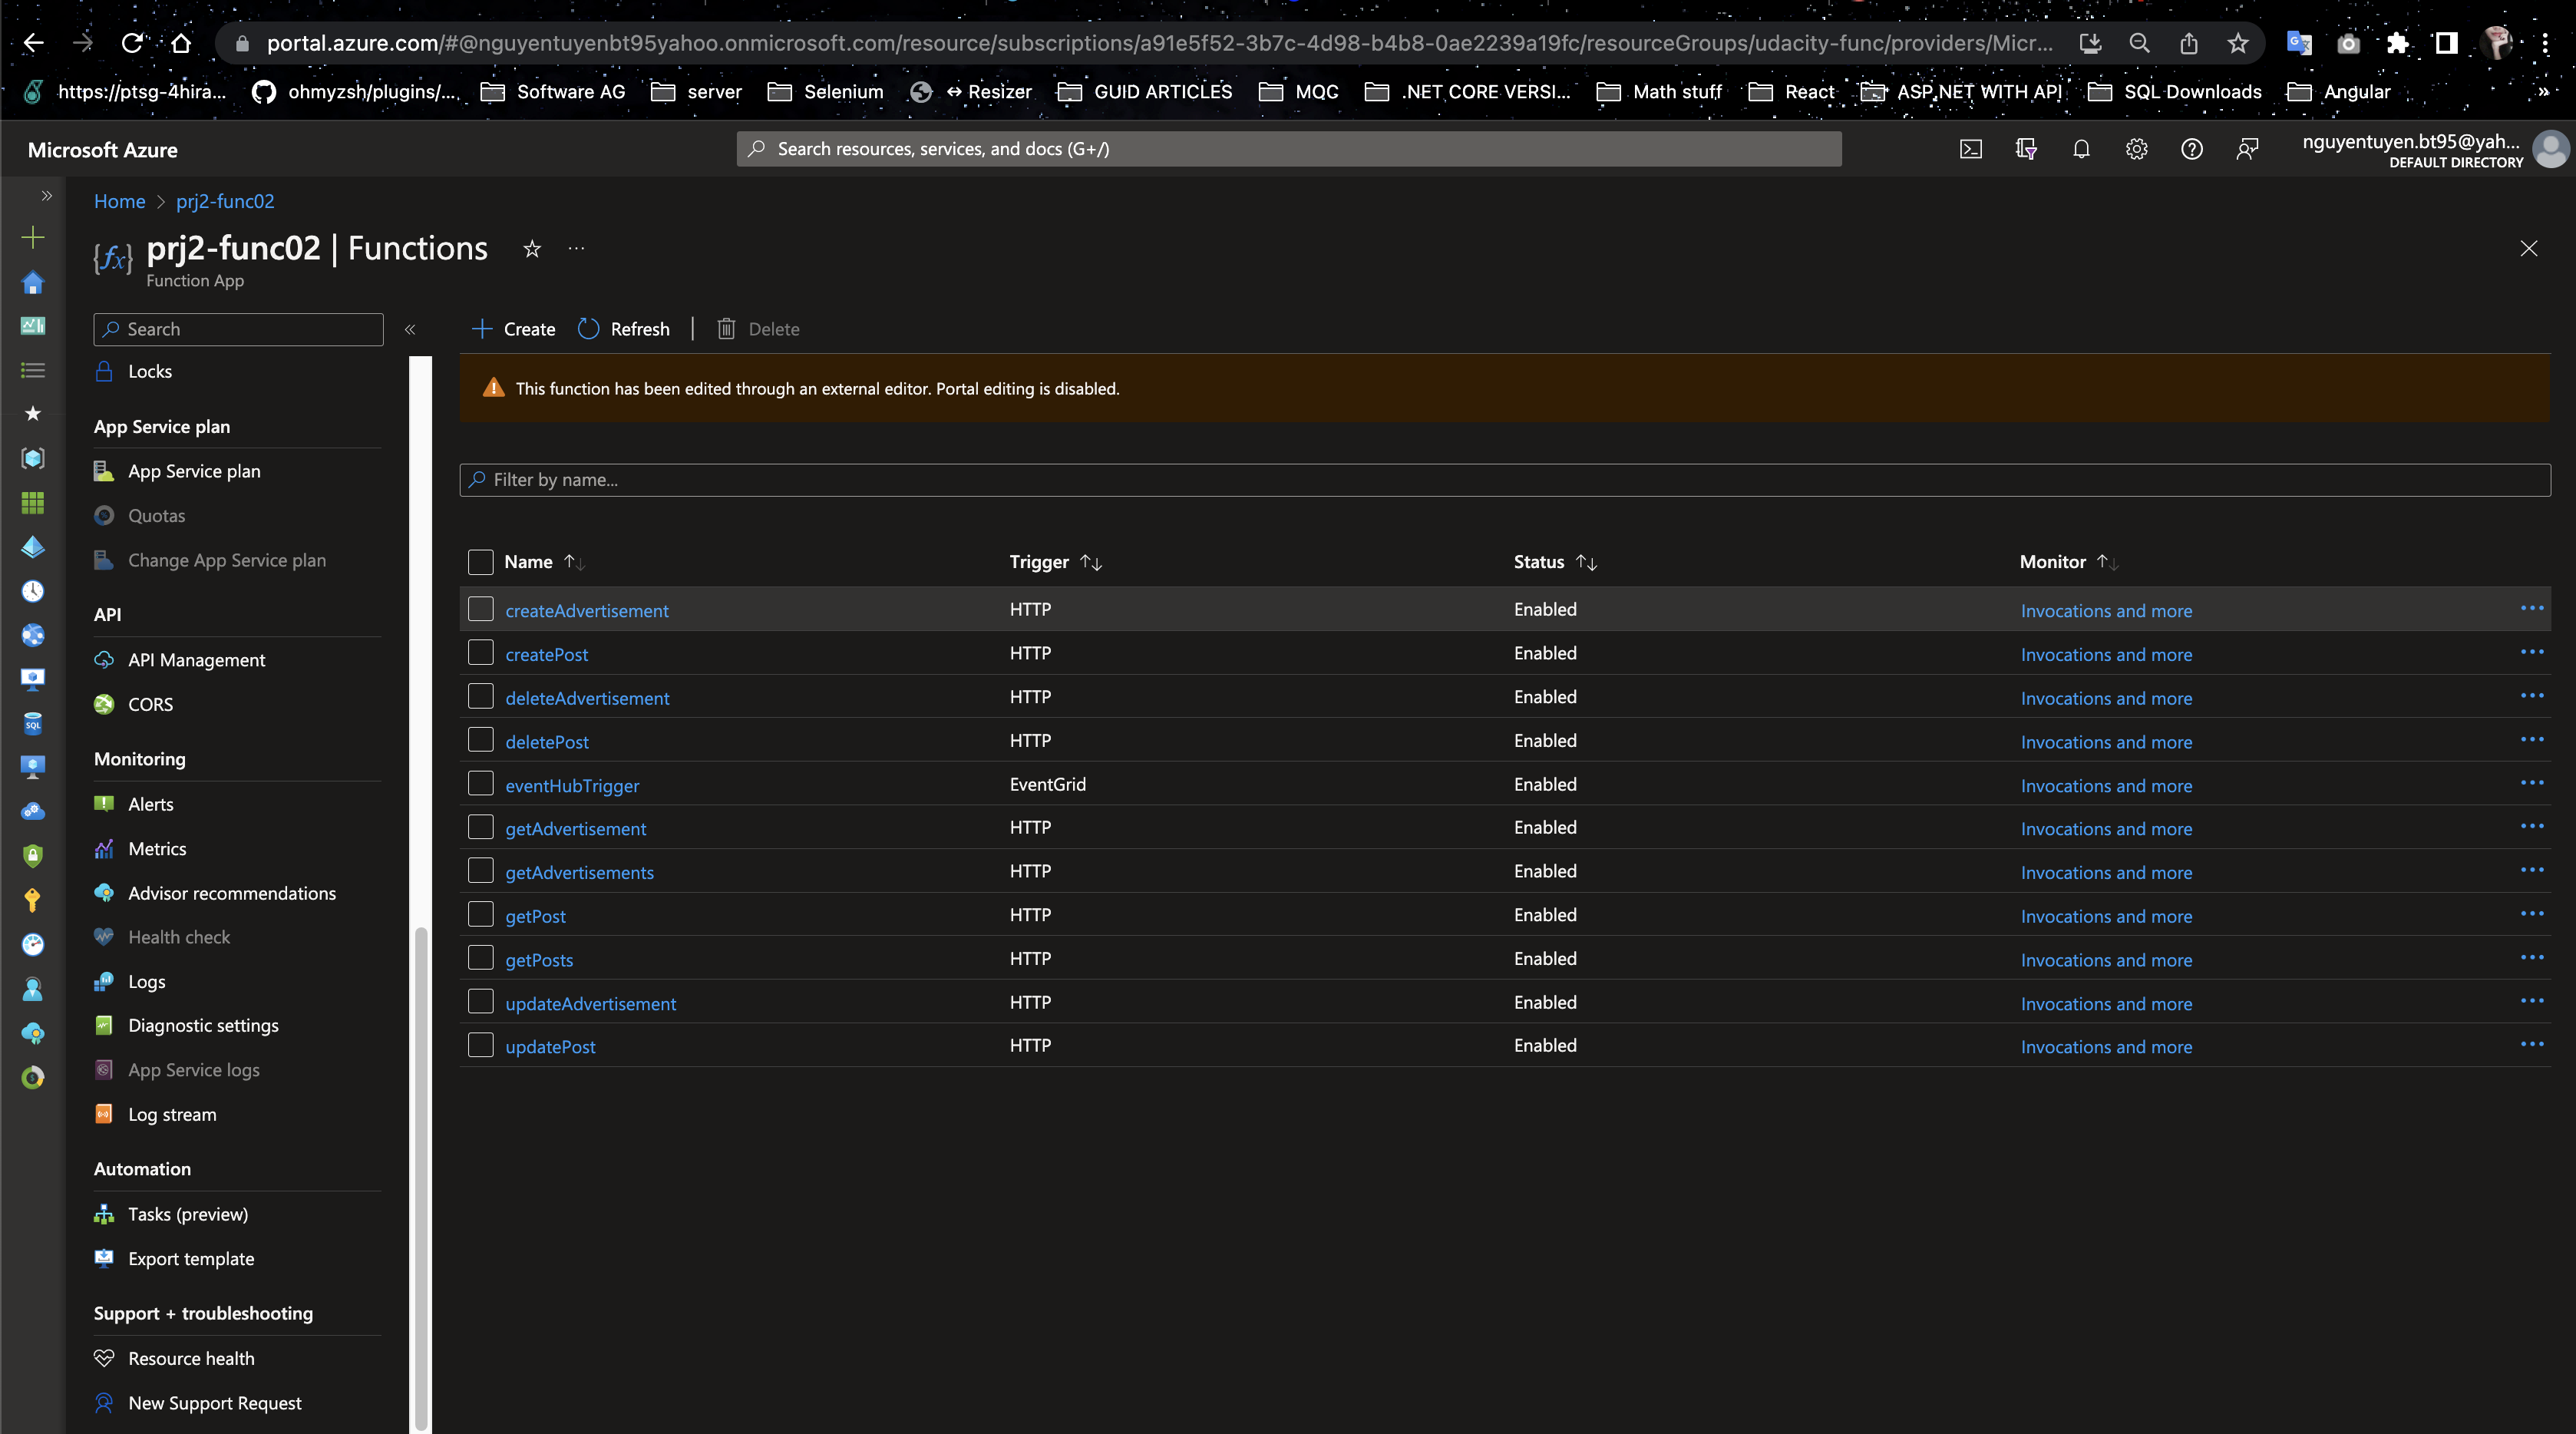 portal.azure.com/#@nguyentuyenbt95yahoo.onmicrosoft.com/resource/subscriptions/a91e5f52-3b7c-4d98-b4b8-0ae2239a19fc/resourceGroups/udacity-func/providers/Micr...
https://ptsg-4hira... ohmyzsh/plugins/... Software AG server Selenium ↔ Resizer GUID ARTICLES MQC .NET CORE VERSI... Math stuff React ASP.NET WITH API SQL Downloads Angular »
Microsoft Azure
Search resources, services, and docs (G+/)
nguyentuyen.bt95@yah...
DEFAULT DIRECTORY
Home > prj2-func02
prj2-func02 | Functions
Function App
Search
Create Refresh | Delete
This function has been edited through an external editor. Portal editing is disabled.
Filter by name...
Locks
App Service plan
App Service plan
Quotas
Change App Service plan
API
API Management
CORS
Monitoring
Alerts
Metrics
Advisor recommendations
Health check
Logs
Diagnostic settings
App Service logs
Log stream
Automation
Tasks (preview)
Export template
Support + troubleshooting
Resource health
New Support Request
Name Trigger Status Monitor
createAdvertisement HTTP Enabled Invocations and more
createPost HTTP Enabled Invocations and more
deleteAdvertisement HTTP Enabled Invocations and more
deletePost HTTP Enabled Invocations and more
eventHubTrigger EventGrid Enabled Invocations and more
getAdvertisement HTTP Enabled Invocations and more
getAdvertisements HTTP Enabled Invocations and more
getPost HTTP Enabled Invocations and more
getPosts HTTP Enabled Invocations and more
updateAdvertisement HTTP Enabled Invocations and more
updatePost HTTP Enabled Invocations and more